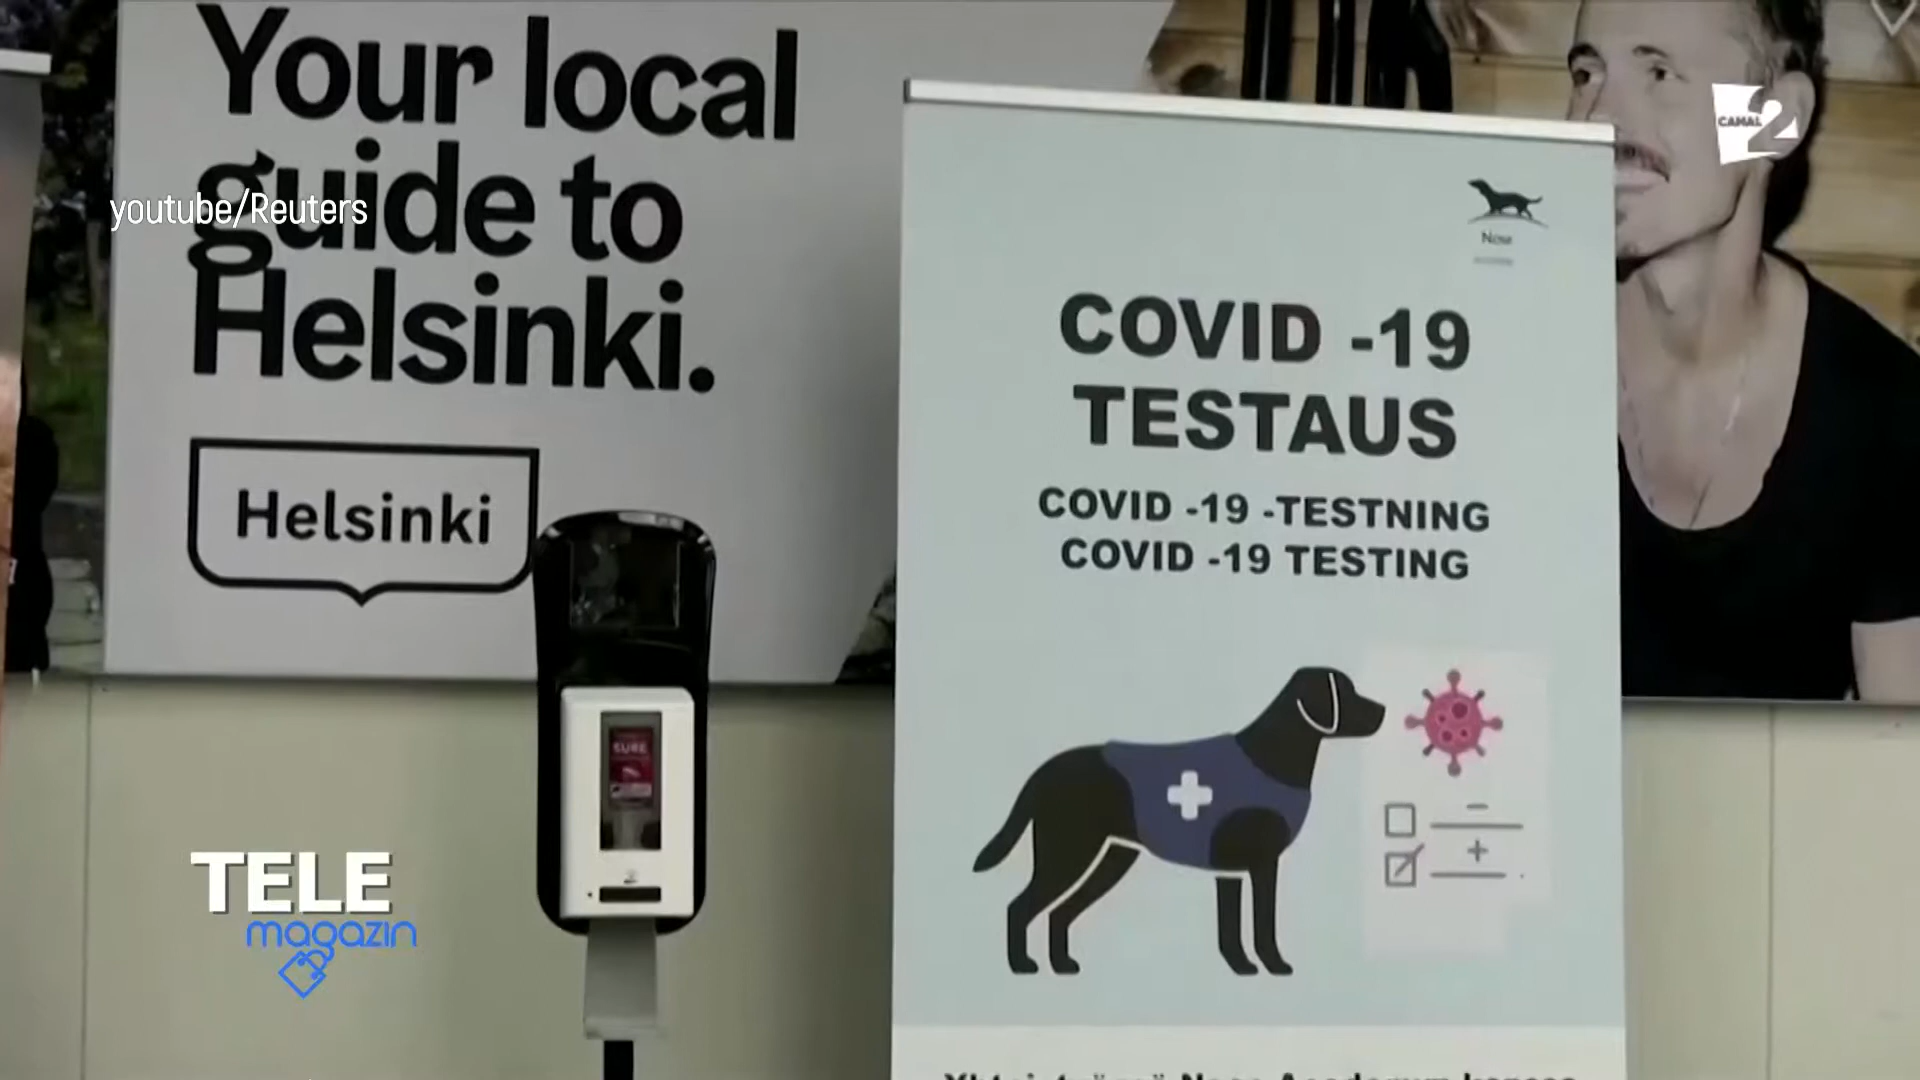 Your local
guide to
Helsinki.
youtube/Reuters
Helsinki
CANAL 2
COVID -19
TESTAUS
COVID -19 -TESTNING
COVID -19 TESTING
SURE
-
+
TELE
magazin